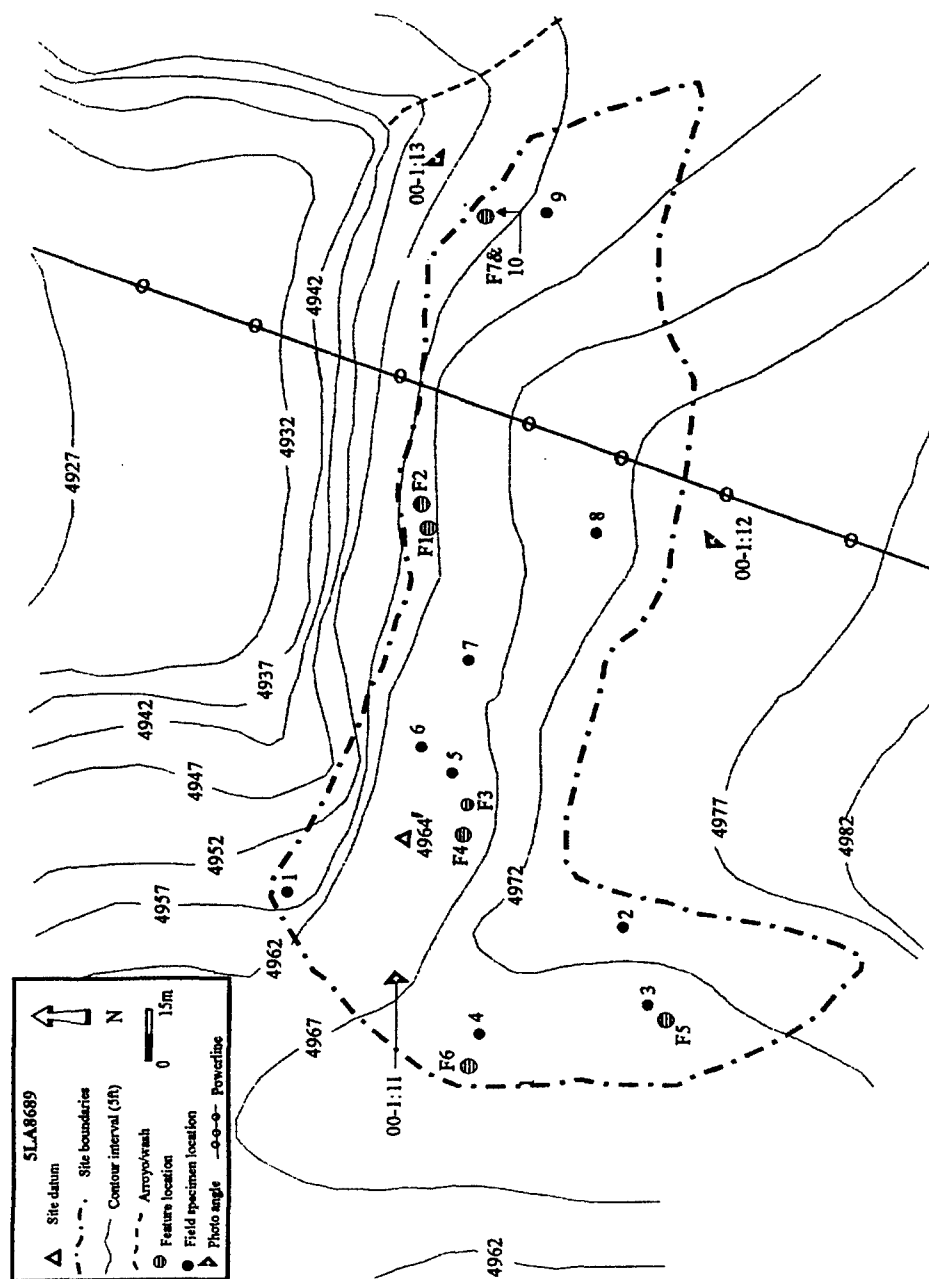 5LA8689
Site datum
Site boundaries
Contour interval (5ft)
Arroyo/wash
Feature location
Field specimen location
Photo angle
Powerline
N
0 15m
4962
4967
4962
4957
4952
4947
4942
4937
4927
4932
4942
4972
4977
4982
4962
4964'
00-1:11
00-1:12
00-1:13
F1
F2
F3
F4
F5
F6
F7&
10
1
2
3
4
5
6
7
8
9